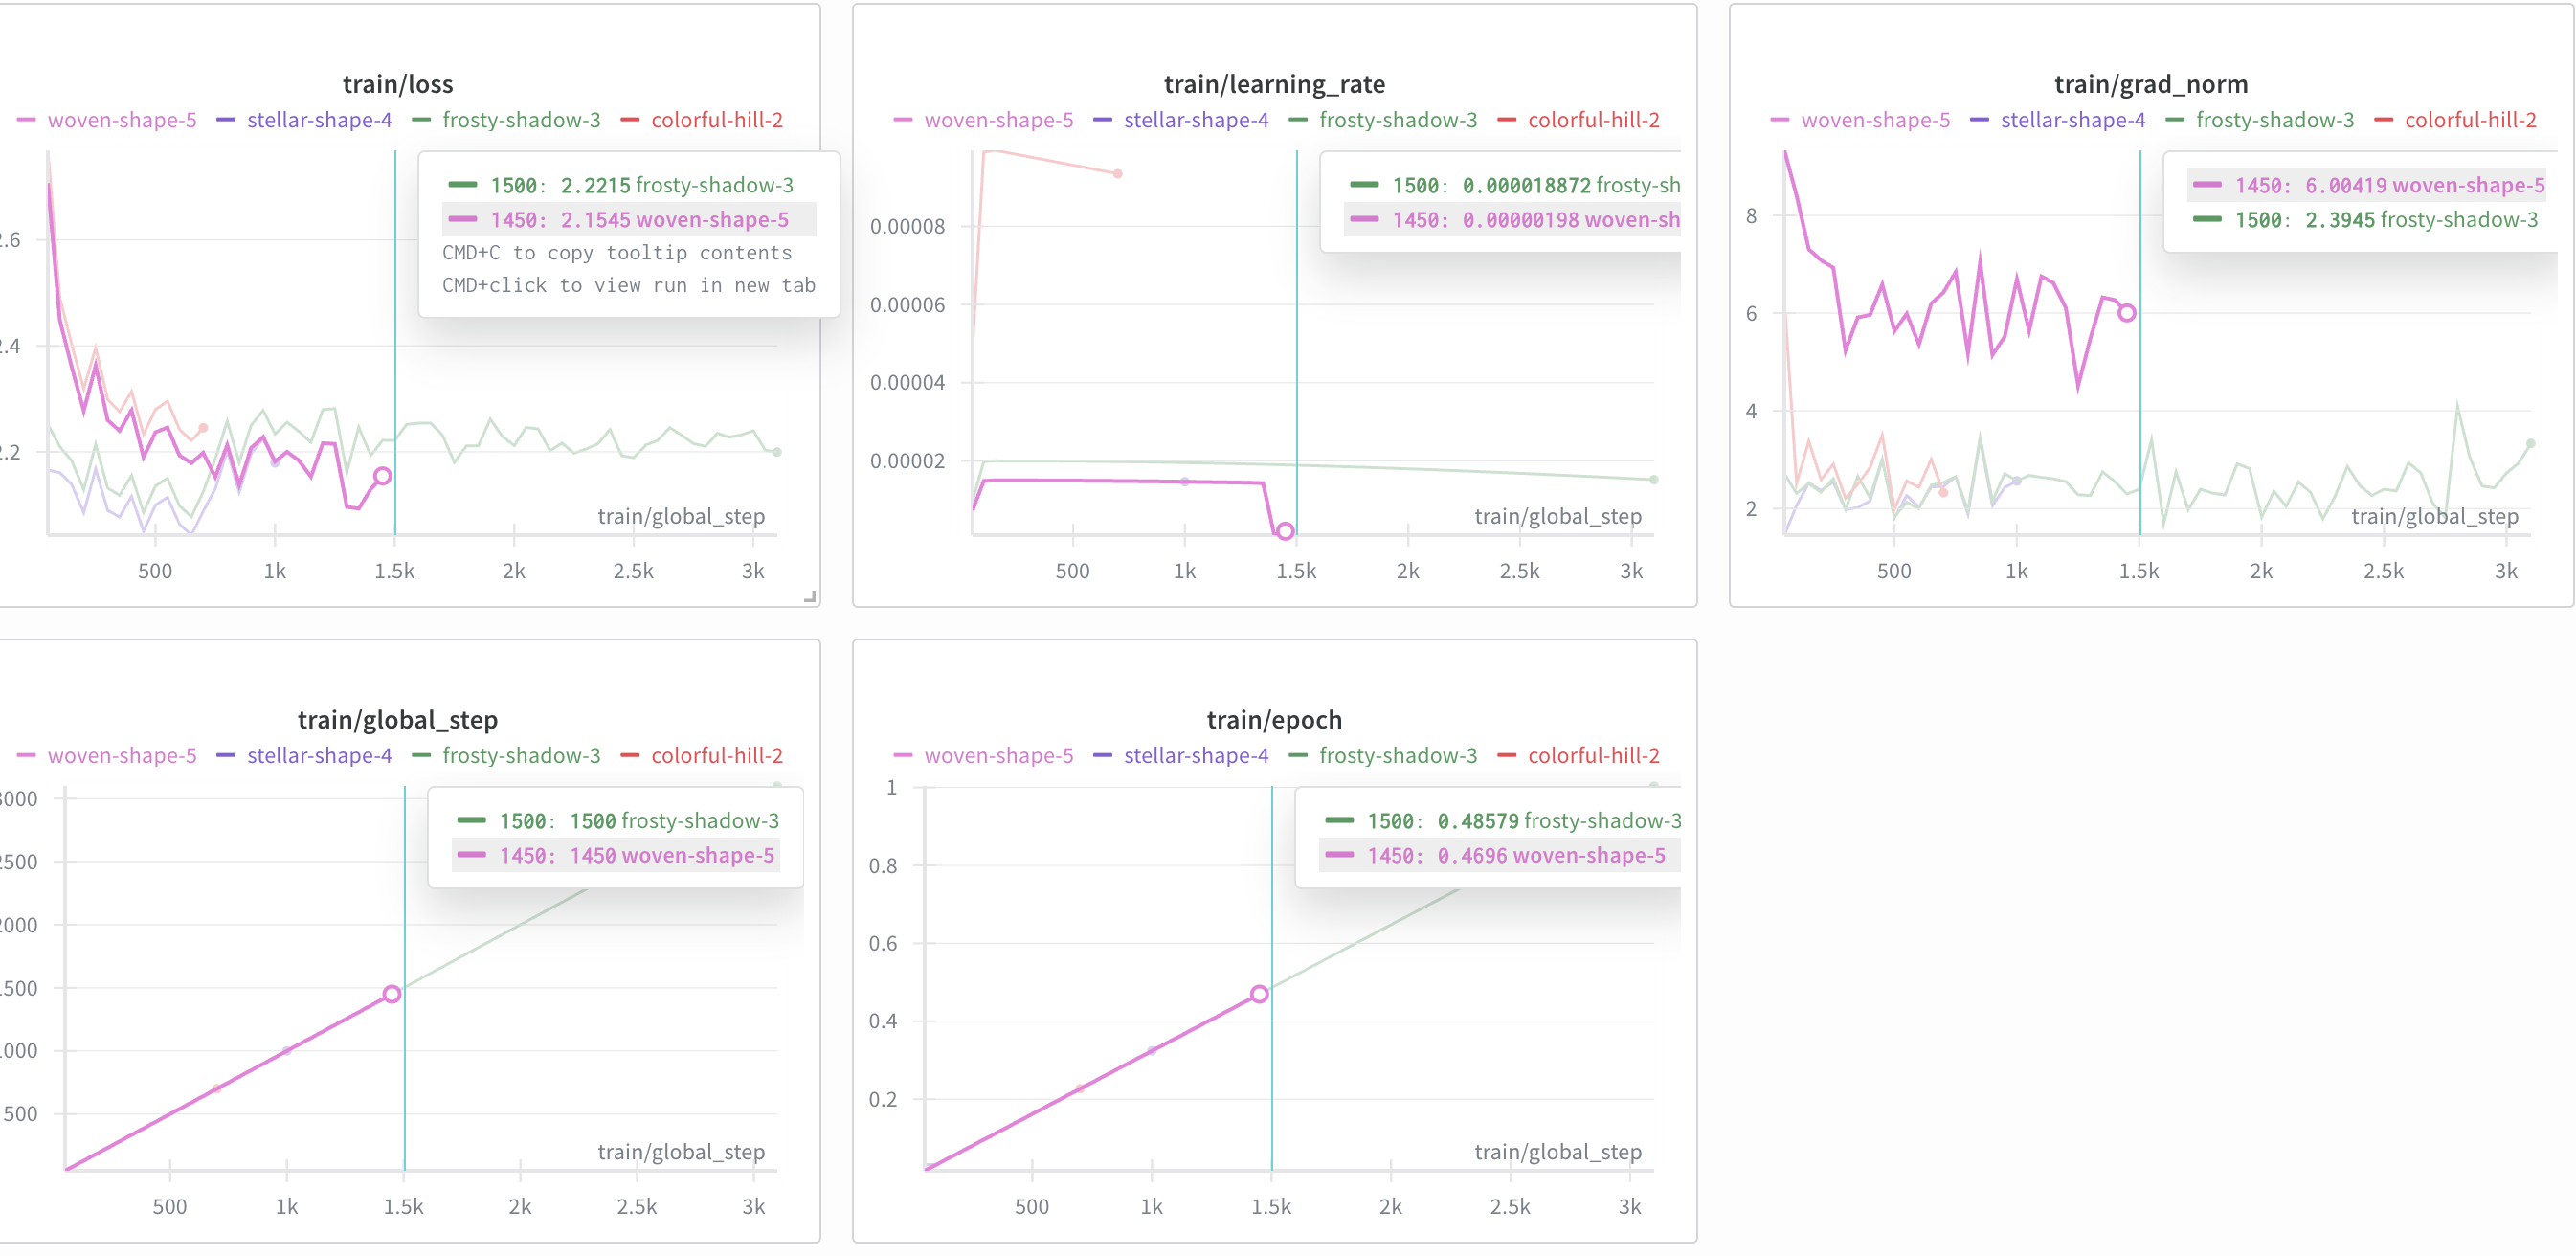 train/loss
woven-shape-5 stellar-shape-4 frosty-shadow-3 colorful-hill-2
1500: 2.2215 frosty-shadow-3
1450: 2.1545 woven-shape-5
CMD+C to copy tooltip contents
CMD+click to view run in new tab
2.6
2.4
2.2
train/global_step
500 1k 1.5k 2k 2.5k 3k
train/learning_rate
woven-shape-5 stellar-shape-4 frosty-shadow-3 colorful-hill-2
1500: 0.000018872 frosty-sh
1450: 0.00000198 woven-sh
0.00008
0.00006
0.00004
0.00002
train/global_step
500 1k 1.5k 2k 2.5k 3k
train/grad_norm
woven-shape-5 stellar-shape-4 frosty-shadow-3 colorful-hill-2
1450: 6.00419 woven-shape-5
1500: 2.3945 frosty-shadow-3
8
6
4
2
train/global_step
500 1k 1.5k 2k 2.5k 3k
train/global_step
woven-shape-5 stellar-shape-4 frosty-shadow-3 colorful-hill-2
1500: 1500 frosty-shadow-3
1450: 1450 woven-shape-5
3000
2500
2000
1500
1000
500
train/global_step
500 1k 1.5k 2k 2.5k 3k
train/epoch
woven-shape-5 stellar-shape-4 frosty-shadow-3 colorful-hill-2
1500: 0.48579 frosty-shadow-3
1450: 0.4696 woven-shape-5
1
0.8
0.6
0.4
0.2
train/global_step
500 1k 1.5k 2k 2.5k 3k